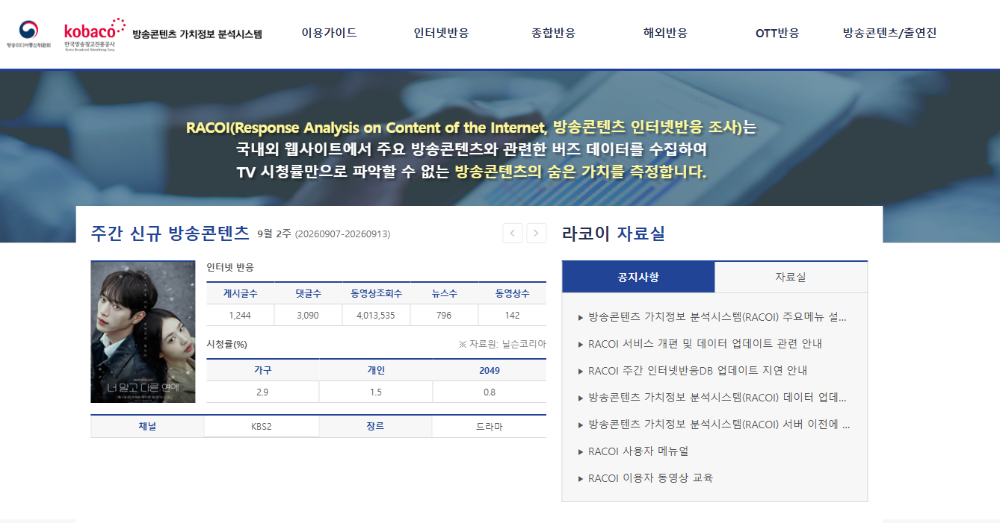 방송미디어통신위원회
kobaco
한국방송광고진흥공사
Korea Broadcast Advertising Corp.
방송콘텐츠 가치정보 분석시스템
이용가이드
인터넷반응
종합반응
해외반응
OTT반응
방송콘텐츠/출연진
RACOI(Response Analysis on Content of the Internet, 방송콘텐츠 인터넷반응 조사)는
국내외 웹사이트에서 주요 방송콘텐츠와 관련한 버즈 데이터를 수집하여
TV 시청률만으로 파악할 수 없는 방송콘텐츠의 숨은 가치를 측정합니다.
주간 신규 방송콘텐츠 9월 2주 (20260907-20260913)
너 말고 다른 연애
인터넷 반응
게시글수 댓글수 동영상조회수 뉴스수 동영상수
1,244 3,090 4,013,535 796 142
시청률(%) ※ 자료원: 닐슨코리아
가구 개인 2049
2.9 1.5 0.8
채널 KBS2 장르 드라마
라코이 자료실
공지사항 자료실
방송콘텐츠 가치정보 분석시스템(RACOI) 주요메뉴 설...
RACOI 서비스 개편 및 데이터 업데이트 관련 안내
RACOI 주간 인터넷반응DB 업데이트 지연 안내
방송콘텐츠 가치정보 분석시스템(RACOI) 데이터 업데...
방송콘텐츠 가치정보 분석시스템(RACOI) 서버 이전에 ...
RACOI 사용자 메뉴얼
RACOI 이용자 동영상 교육